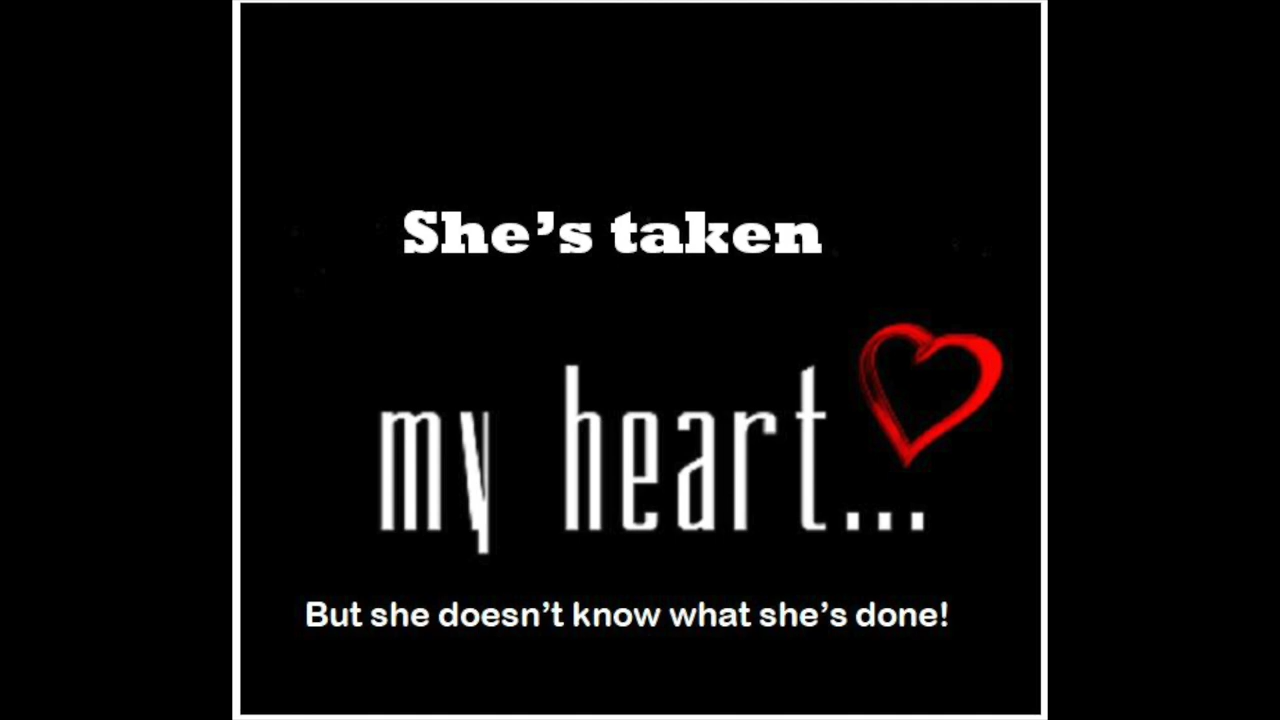 She’s taken
my heart...
But she doesn’t know what she’s done!